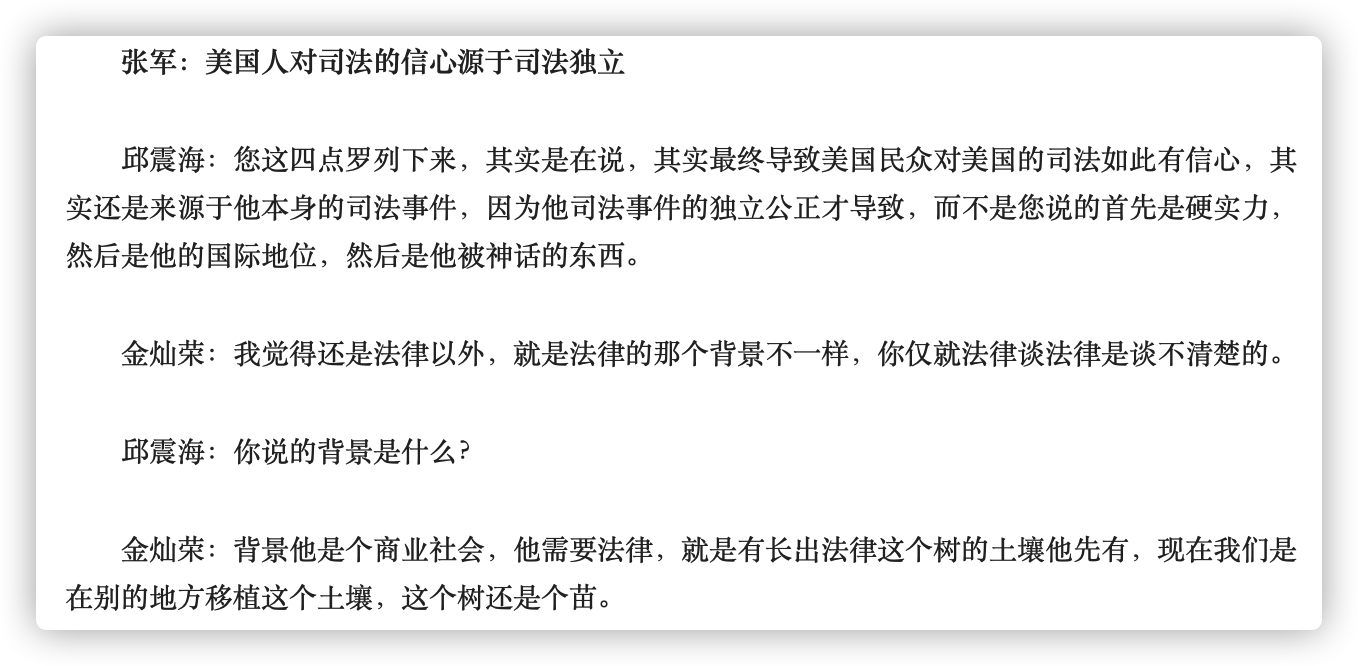 张军：美国人对司法的信心源于司法独立
邱震海：您这四点罗列下来，其实是在说，其实最终导致美国民众对美国的司法如此有信心，其
实还是来源于他本身的司法事件，因为他司法事件的独立公正才导致，而不是您说的首先是硬实力，
然后是他的国际地位，然后是他被神话的东西。
金灿荣：我觉得还是法律以外，就是法律的那个背景不一样，你仅就法律谈法律是谈不清楚的。
邱震海：你说的背景是什么?
金灿荣：背景他是个商业社会，他需要法律，就是有长出法律这个树的土壤他先有，现在我们是
在别的地方移植这个土壤，这个树还是个苗。